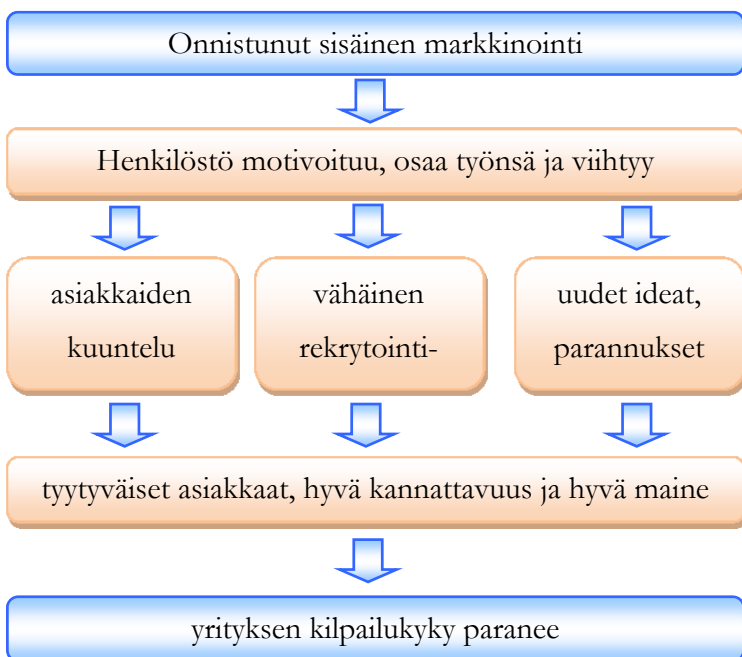 Onnistunut sisäinen markkinointi
Henkilöstö motivoituu, osaa työnsä ja viihtyy
asiakkaiden
kuuntelu
vähäinen
rekrytointi-
uudet ideat,
parannukset
tyytyväiset asiakkaat, hyvä kannattavuus ja hyvä maine
yrityksen kilpailukyky paranee